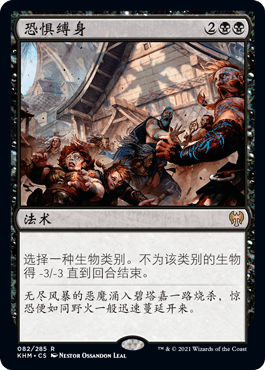 恐惧缚身 2
法术
选择一种生物类别。不为该类别的生物
得 -3/-3 直到回合结束。
无尽风暴的恶魔涌入碧塔嘉一路烧杀，惊
恐便如同野火一般迅速蔓延开来。
082/285 R
KHM • CS Nestor Ossandon Leal
™ & © 2021 Wizards of the Coast